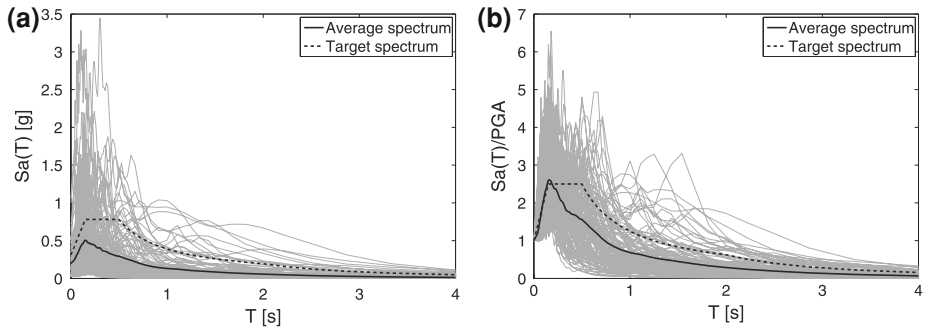 (a)
3.5
3
2.5
2
1.5
1
0.5
0
Sa(T) [g]
0 1 2 3 4
T [s]
Average spectrum
Target spectrum
(b)
7
6
5
4
3
2
1
0
Sa(T)/PGA
0 1 2 3 4
T [s]
Average spectrum
Target spectrum